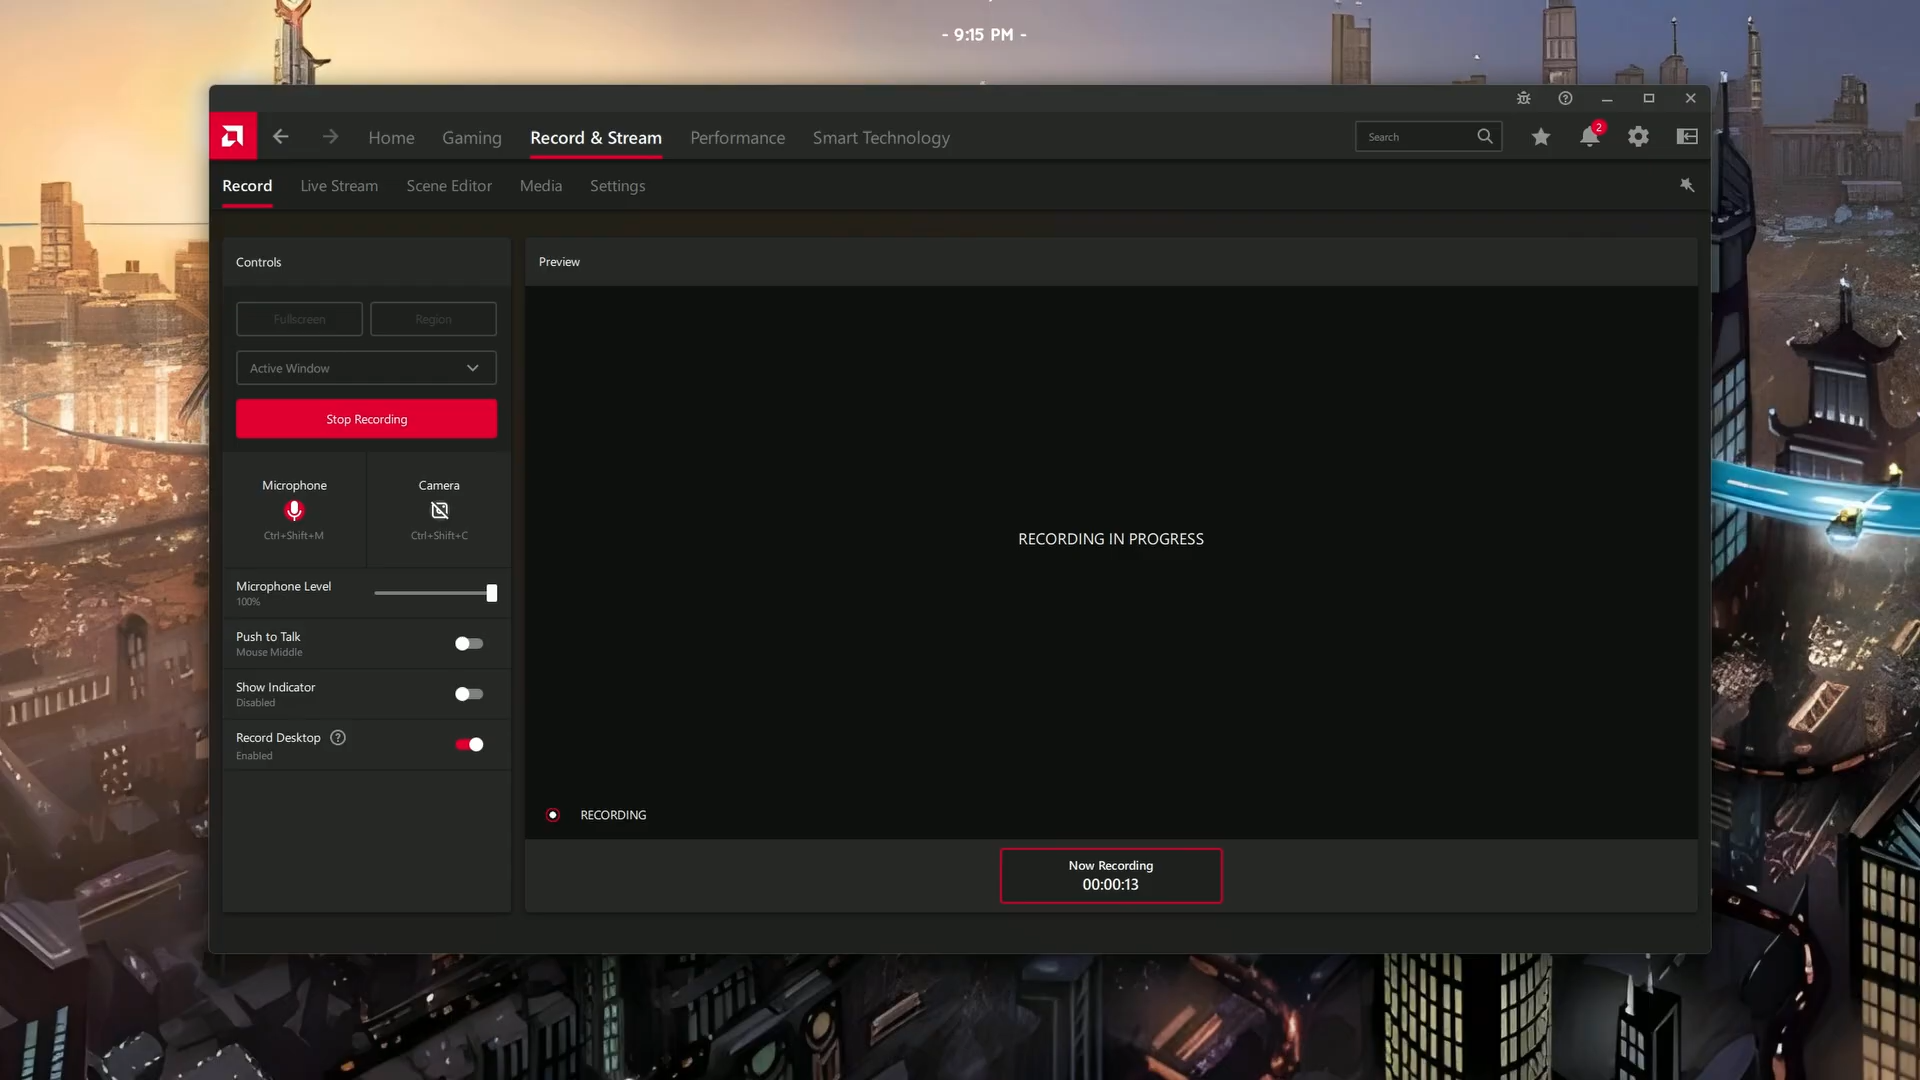 - 9:15 PM -
Home Gaming Record & Stream Performance Smart Technology
Search
2
Record Live Stream Scene Editor Media Settings
Controls
Fullscreen Region
Active Window
Stop Recording
Microphone Camera
Ctrl+Shift+M Ctrl+Shift+C
Microphone Level
100%
Push to Talk
Mouse Middle
Show Indicator
Disabled
Record Desktop
Enabled
Preview
RECORDING IN PROGRESS
RECORDING
Now Recording
00:00:13